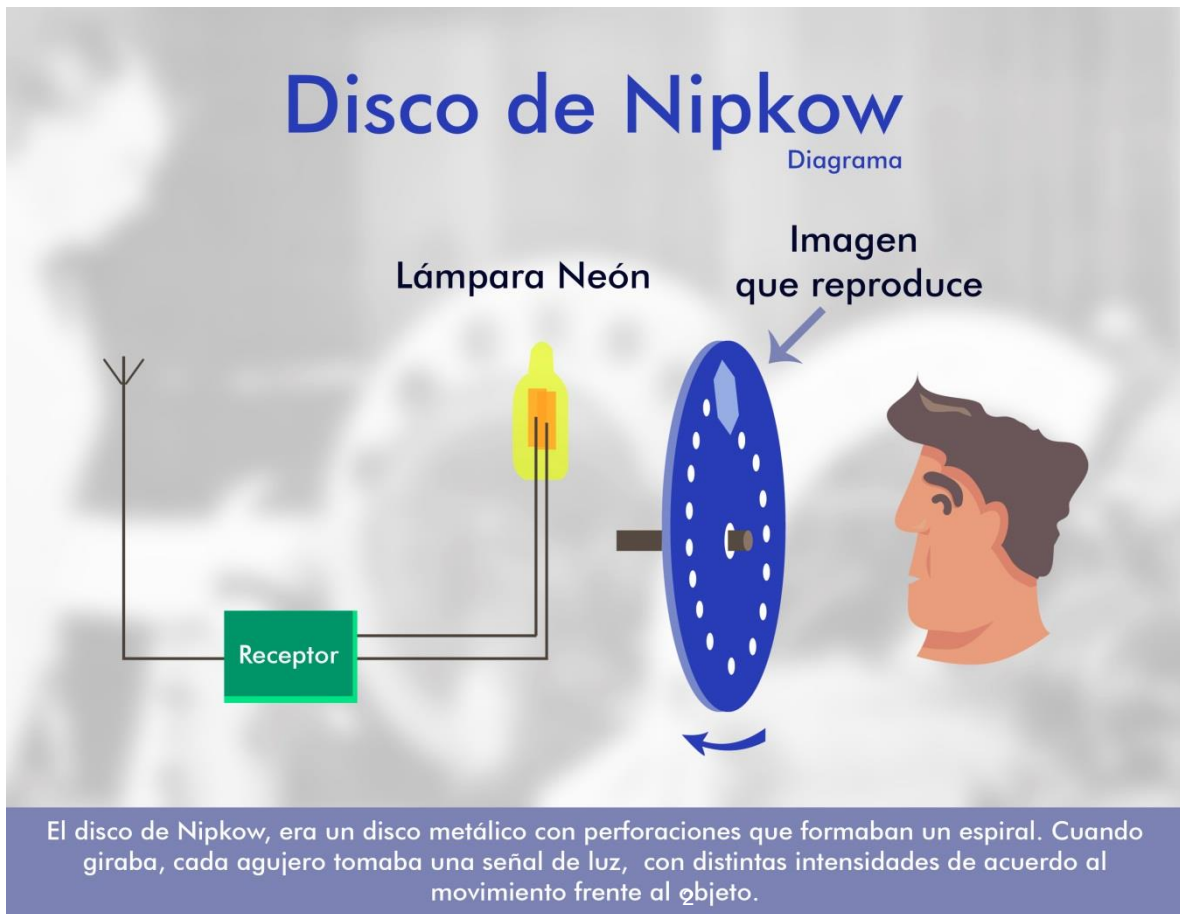 Disco de Nipkow
Diagrama
Imagen
que reproduce
Lámpara Neón
Receptor
El disco de Nipkow, era un disco metálico con perforaciones que formaban un espiral. Cuando
giraba, cada agujero tomaba una señal de luz, con distintas intensidades de acuerdo al
movimiento frente al objeto.
2